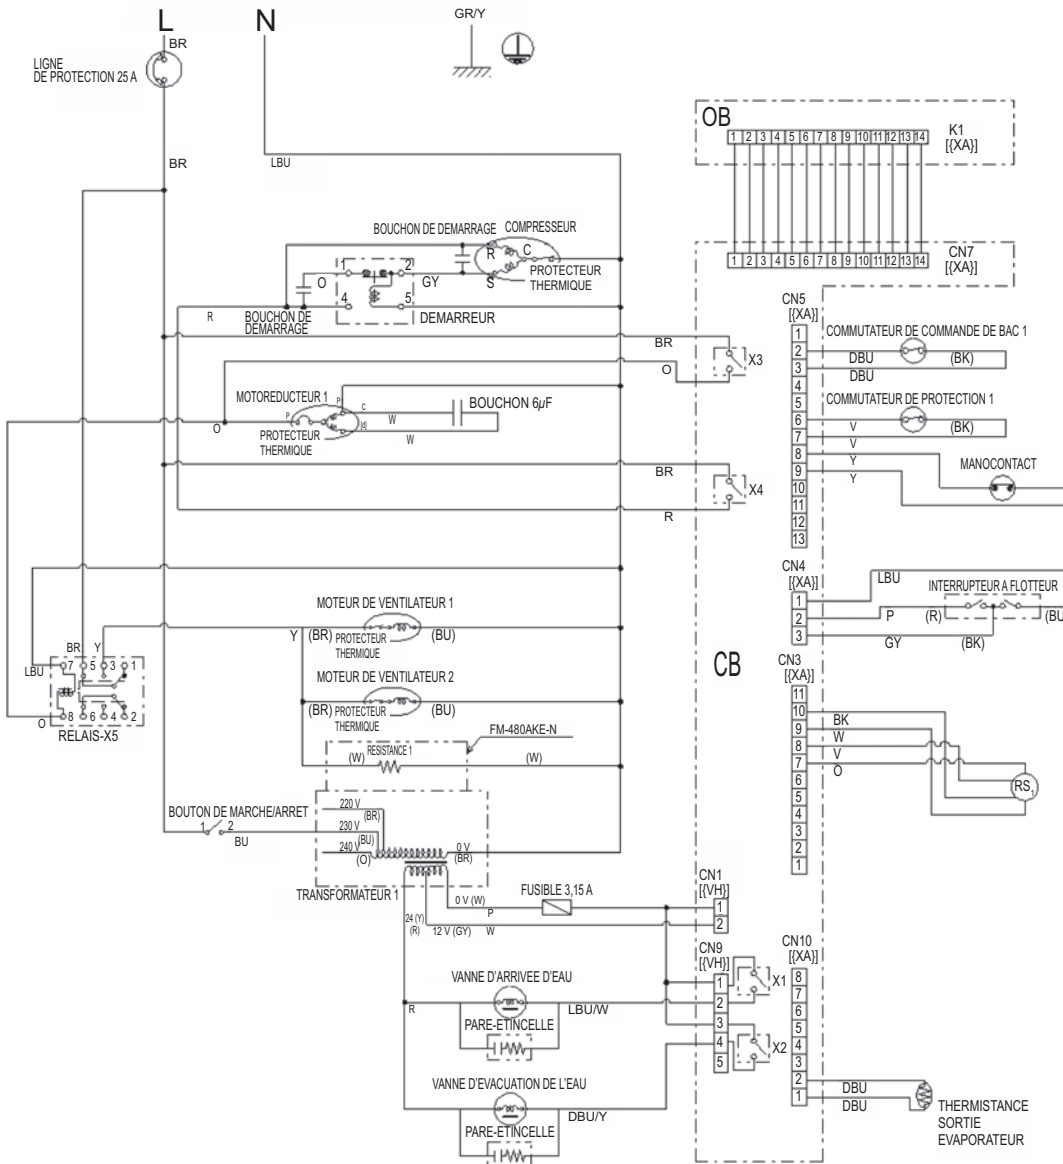 L
N
GR/Y
BR
LIGNE
DE PROTECTION 25 A
BR
LBU
OB
1 2 3 4 5 6 7 8 9 10 11 12 13 14
K1
[{XA}]
1 2 3 4 5 6 7 8 9 10 11 12 13 14
CN7
[{XA}]
BOUCHON DE DEMARRAGE
COMPRESSEUR
R
C
S
PROTECTEUR
THERMIQUE
1
2
O
GY
4
5
R
BOUCHON DE
DEMARRAGE
DEMARREUR
BR
O
X3
CN5
[{XA}]
1
2
3
4
5
6
7
8
9
10
11
12
13
COMMUTATEUR DE COMMANDE DE BAC 1
DBU
(BK)
DBU
COMMUTATEUR DE PROTECTION 1
V
(BK)
V
Y
Y
MANOCONTACT
MOTOREDUCTEUR 1
P
P
C
W
BOUCHON 6µF
O
(d)
W
PROTECTEUR
THERMIQUE
BR
X4
R
CN4
[{XA}]
1
2
3
LBU
INTERRUPTEUR A FLOTTEUR
P
(R)
(BU
GY
(BK)
MOTEUR DE VENTILATEUR 1
Y
(BR)
PROTECTEUR
THERMIQUE
(BU)
BR
Y
LBU
7 5 3 1
O
8 6 4 2
RELAIS-X5
MOTEUR DE VENTILATEUR 2
(BR)
PROTECTEUR
THERMIQUE
(BU)
CB
CN3
[{XA}]
11
10
9
8
7
6
5
4
3
2
1
BK
W
V
O
RS1
FM-480AKE-N
RESISTANCE 1
(W)
(W)
BOUTON DE MARCHE/ARRET
1
2
BU
220 V
(BR)
230 V
(BU)
240 V
(O)
0 V
(BR)
TRANSFORMATEUR 1
0 V (W)
P
FUSIBLE 3,15 A
24 (Y)
(R)
12 V (GY)
W
CN1
[{VH}]
1
2
CN9
[{VH}]
1
2
3
4
5
X1
X2
CN10
[{XA}]
8
7
6
5
4
3
2
1
VANNE D'ARRIVEE D'EAU
R
LBU/W
PARE-ETINCELLE
VANNE D'EVACUATION DE L'EAU
DBU/Y
PARE-ETINCELLE
DBU
DBU
THERMISTANCE
SORTIE
EVAPORATEUR